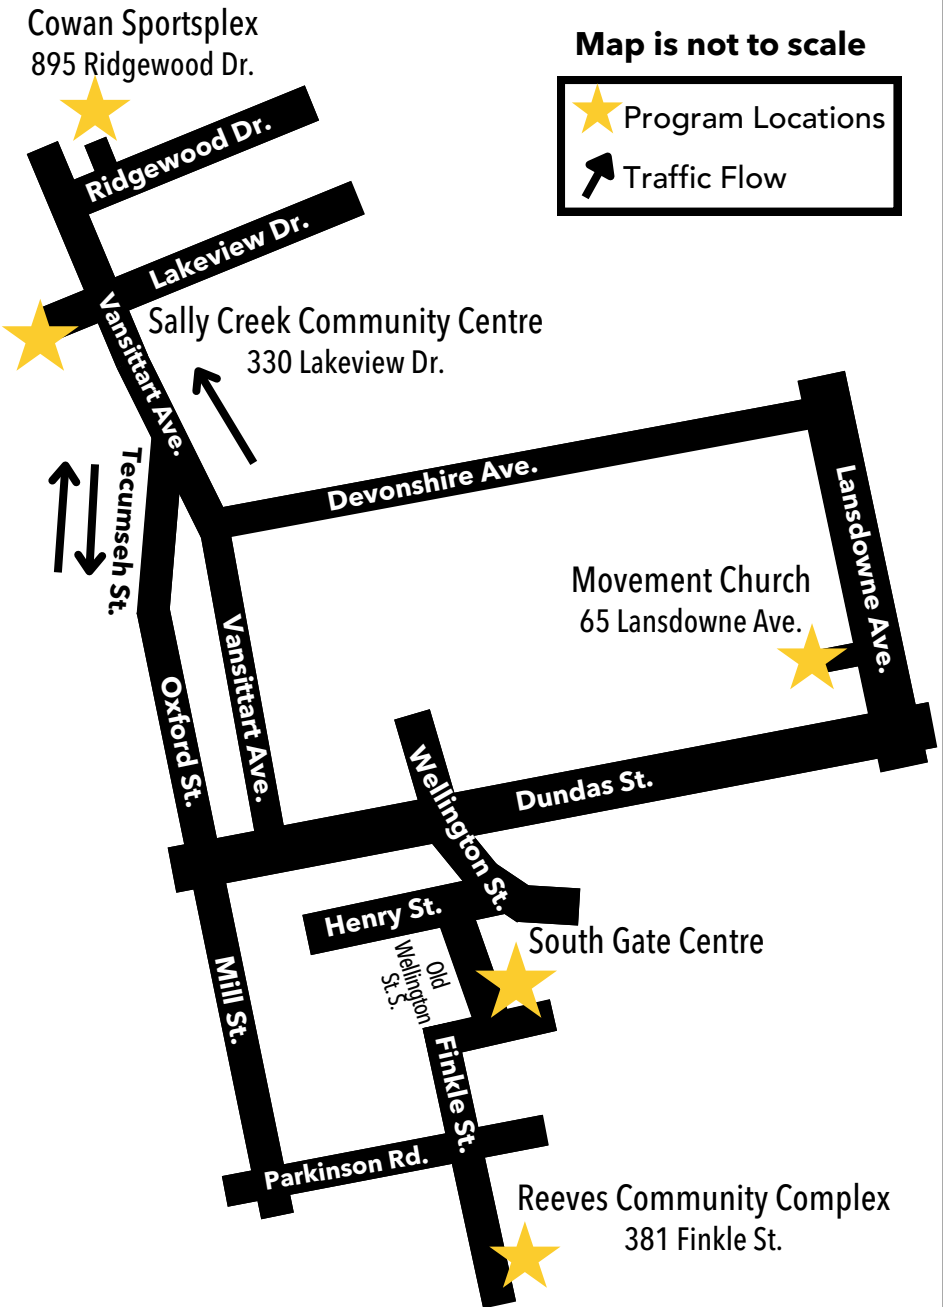 Cowan Sportsplex
895 Ridgewood Dr.
Map is not to scale
Program Locations
Traffic Flow
Ridgewood Dr.
Lakeview Dr.
Vansittart Ave.
Sally Creek Community Centre
330 Lakeview Dr.
Devonshire Ave.
Tecumseh St.
Lansdowne Ave.
Movement Church
65 Lansdowne Ave.
Vansittart Ave.
Oxford St.
Wellington St.
Dundas St.
Henry St.
South Gate Centre
Old
Wellington
St. S.
Mill St.
Finkle St.
Parkinson Rd.
Reeves Community Complex
381 Finkle St.